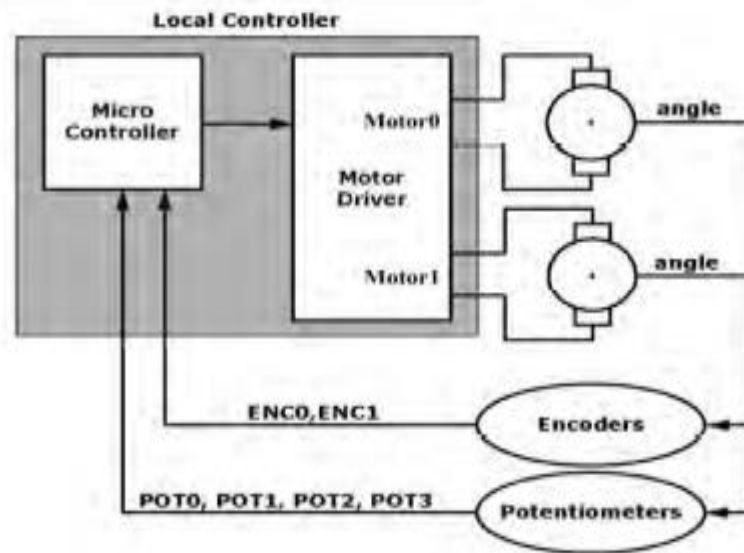 Local Controller
Micro
Controller
Motor0
Motor
Driver
Motor1
angle
angle
ENC0,ENC1
Encoders
POT0, POT1, POT2, POT3
Potentiometers